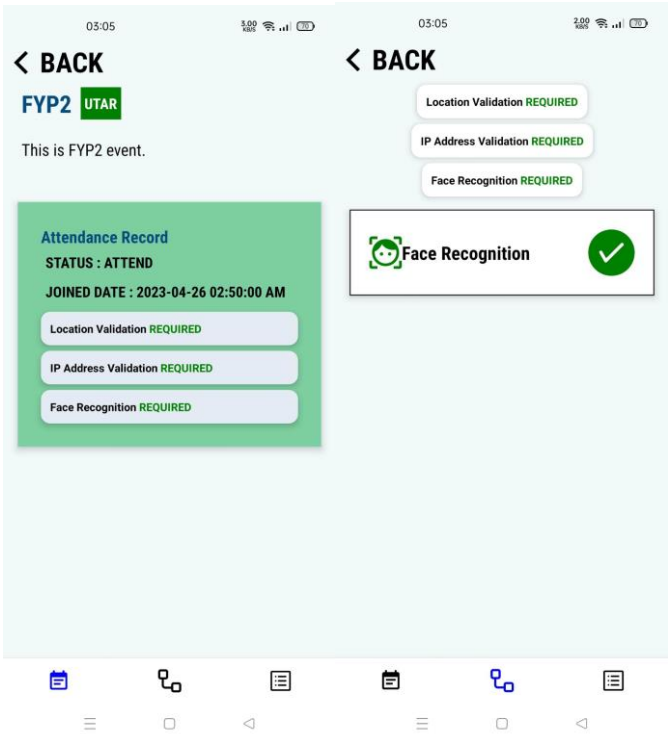 03:05
3.00 KB/S
70
BACK
FYP2 UTAR
This is FYP2 event.
Attendance Record
STATUS : ATTEND
JOINED DATE : 2023-04-26 02:50:00 AM
Location Validation REQUIRED
IP Address Validation REQUIRED
Face Recognition REQUIRED
03:05
2.00 KB/S
70
BACK
Location Validation REQUIRED
IP Address Validation REQUIRED
Face Recognition REQUIRED
Face Recognition